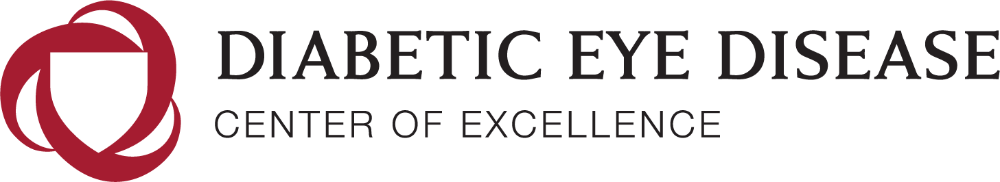 DIABETIC EYE DISEASE
CENTER OF EXCELLENCE